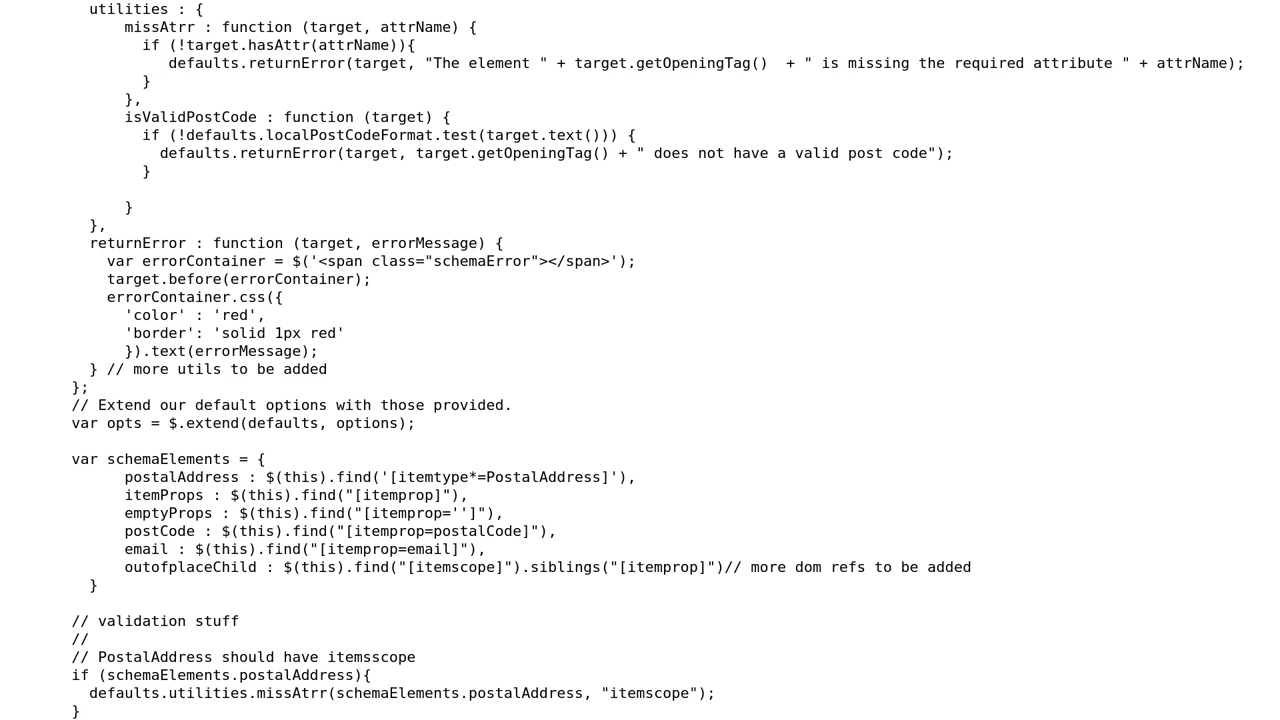 utilities : {
missAtrr : function (target, attrName) {
if (!target.hasAttr(attrName)){
defaults.returnError(target, "The element " + target.getOpeningTag()  + " is missing the required attribute " + attrName);
}
},
isValidPostCode : function (target) {
if (!defaults.localPostCodeFormat.test(target.text())) {
defaults.returnError(target, target.getOpeningTag() + " does not have a valid post code");
}
}
},
returnError : function (target, errorMessage) {
var errorContainer = $('<span class="schemaError"></span>');
target.before(errorContainer);
errorContainer.css({
'color' : 'red',
'border': 'solid 1px red'
}).text(errorMessage);
} // more utils to be added
};
// Extend our default options with those provided.
var opts = $.extend(defaults, options);
var schemaElements = {
postalAddress : $(this).find('[itemtype*=PostalAddress]'),
itemProps : $(this).find("[itemprop]"),
emptyProps : $(this).find("[itemprop='']"),
postCode : $(this).find("[itemprop=postalCode]"),
email : $(this).find("[itemprop=email]"),
outofplaceChild : $(this).find("[itemscope]").siblings("[itemprop]")// more dom refs to be added
}
// validation stuff
//
// PostalAddress should have itemsscope
if (schemaElements.postalAddress){
defaults.utilities.missAtrr(schemaElements.postalAddress, "itemscope");
}